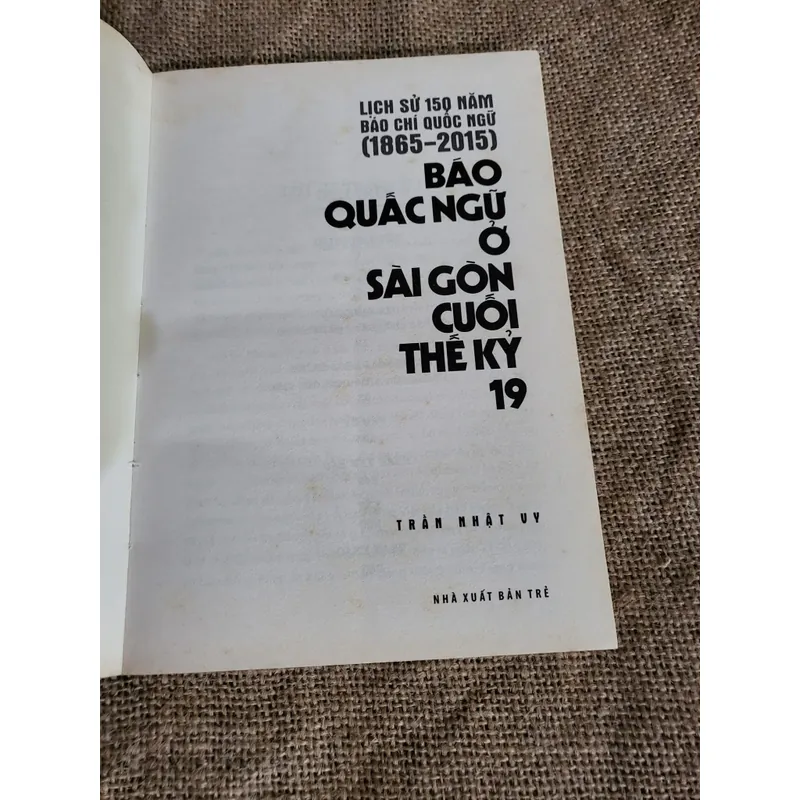 LỊCH SỬ 150 NĂM
BÁO CHÍ QUỐC NGỮ
(1865-2015)
BÁO
QUẤC NGỮ
Ở
SÀI GÒN
CUỐI
THẾ KỶ
19
TRẦN NHẬT VY
NHÀ XUẤT BẢN TRẺ